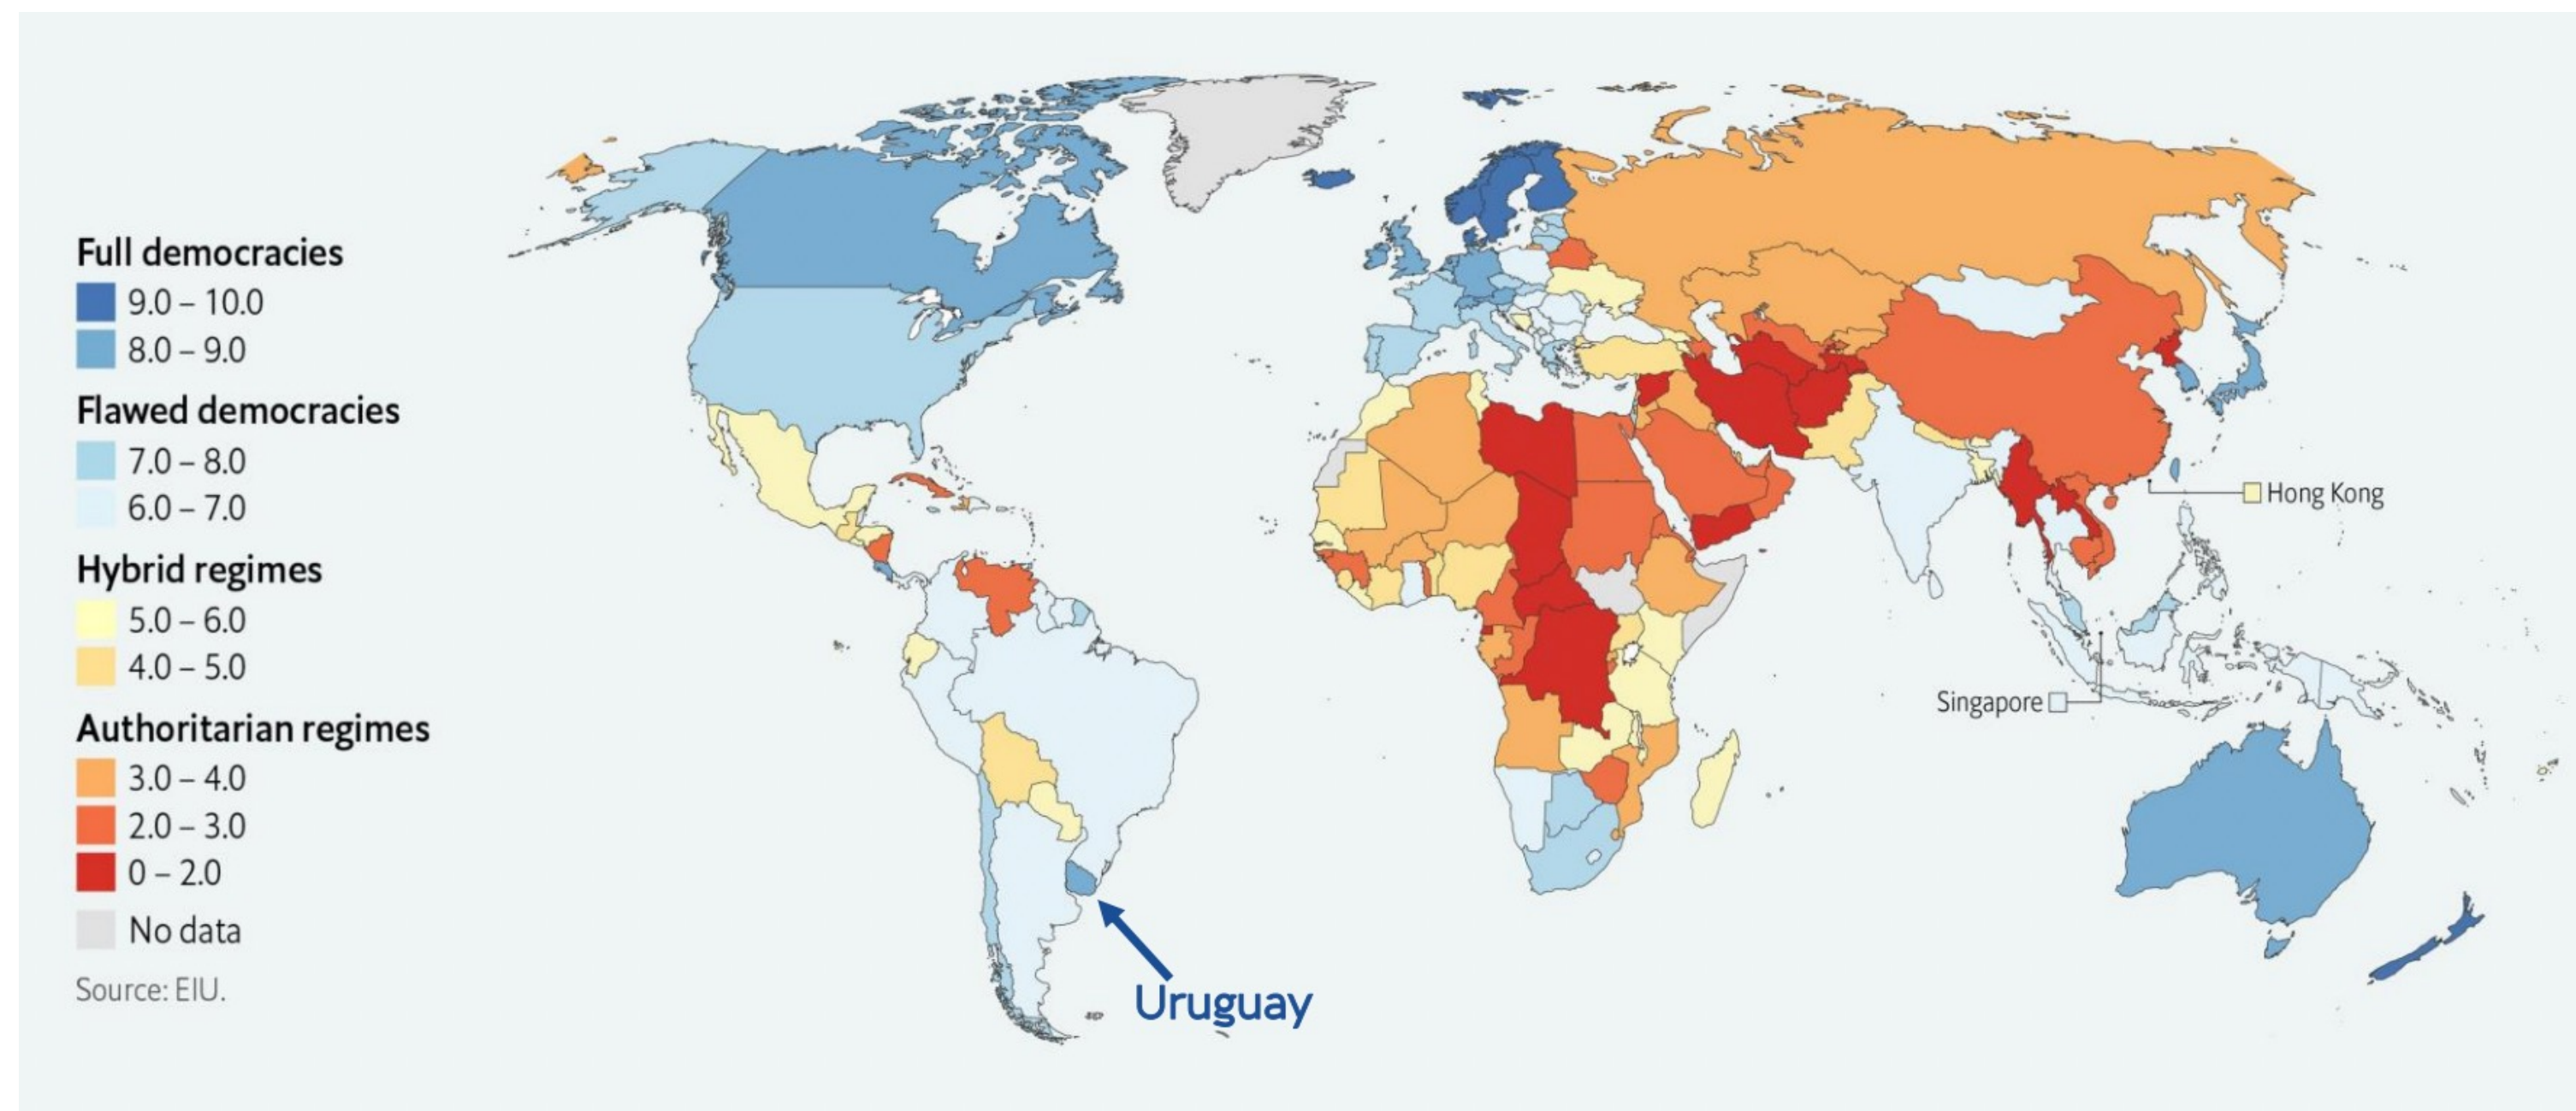 Full democracies
9.0 – 10.0
8.0 – 9.0
Flawed democracies
7.0 – 8.0
6.0 – 7.0
Hybrid regimes
5.0 – 6.0
4.0 – 5.0
Authoritarian regimes
3.0 – 4.0
2.0 – 3.0
0 – 2.0
No data
Source: EIU.
Hong Kong
Singapore
Uruguay